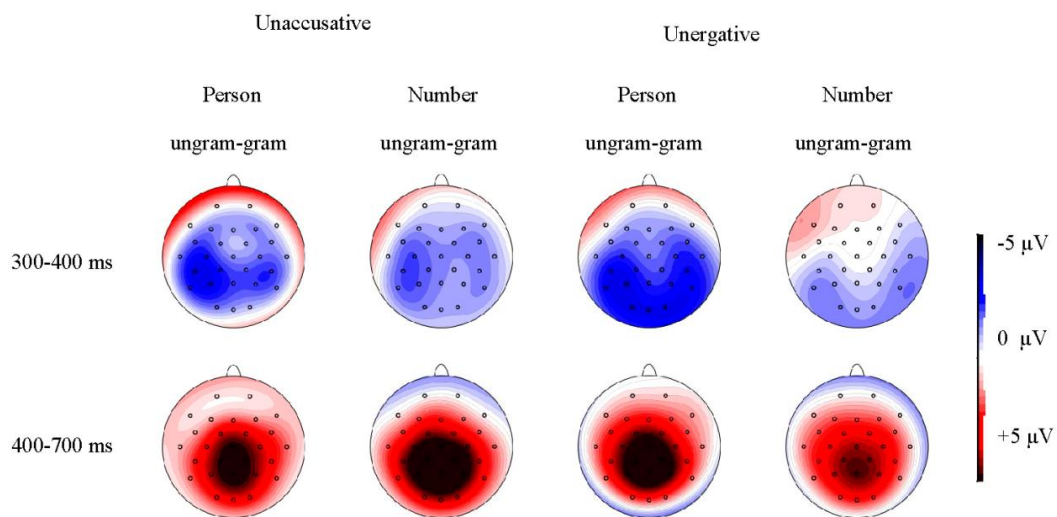 Unaccusative Unergative
Person Number Person Number
ungram-gram ungram-gram ungram-gram ungram-gram
300-400 ms
-5 µV
0 µV
400-700 ms
+5 µV